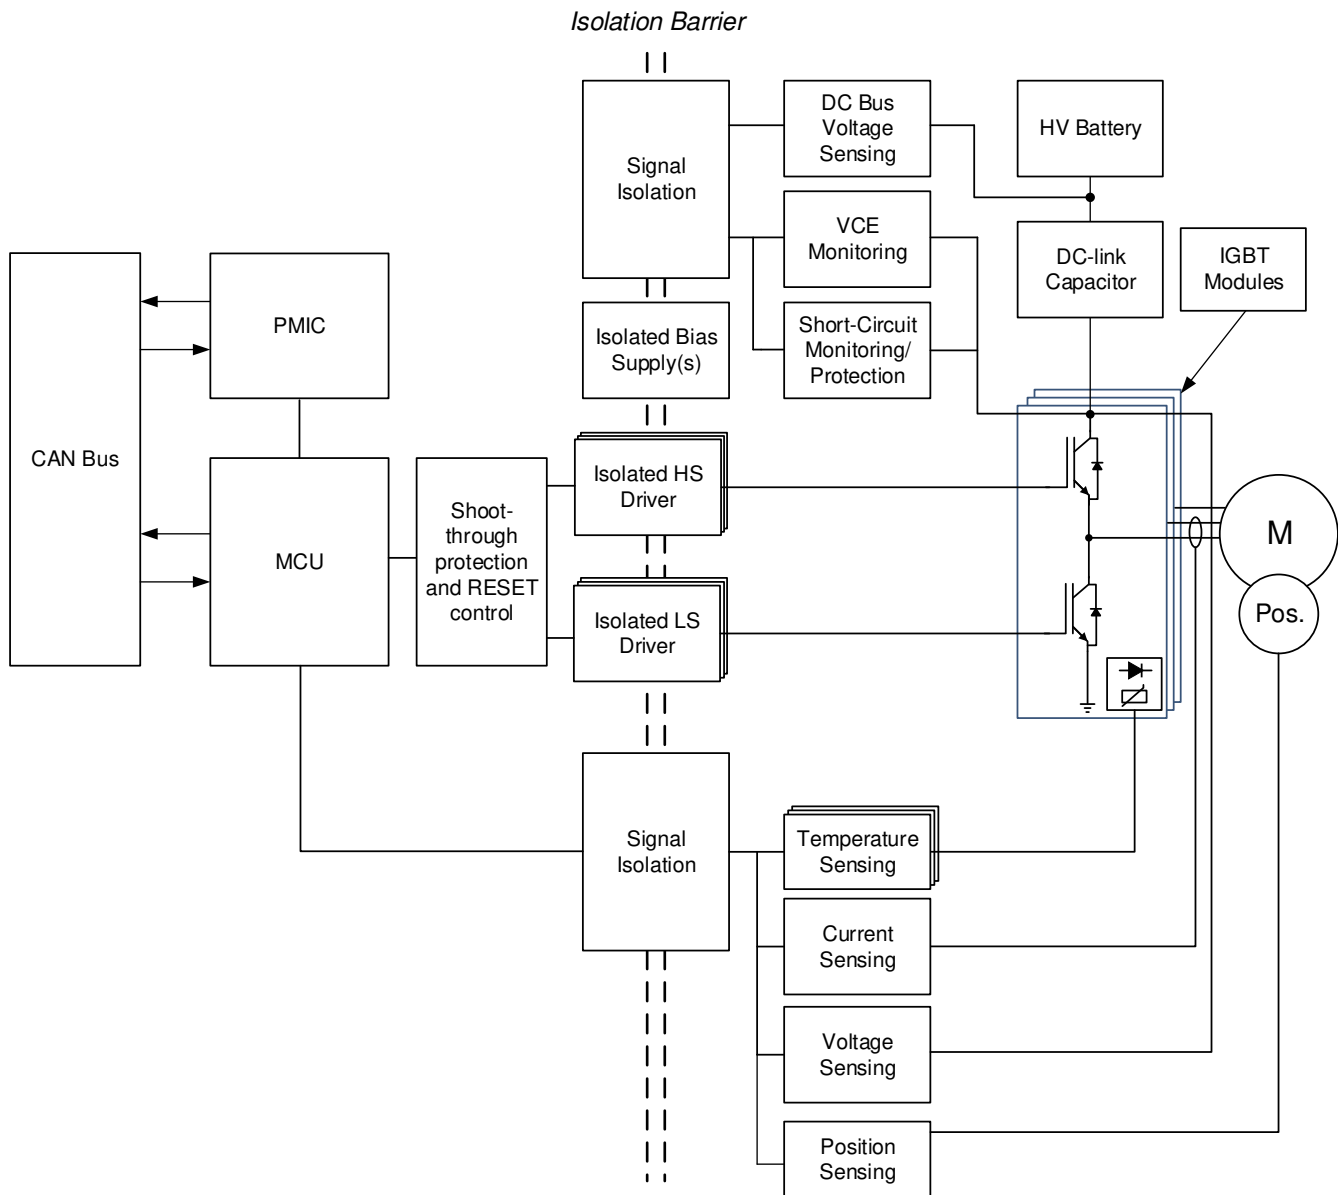 Isolation Barrier
Signal
Isolation
DC Bus
Voltage
Sensing
HV Battery
VCE
Monitoring
DC-link
Capacitor
IGBT
Modules
PMIC
Isolated Bias
Supply(s)
Short-Circuit
Monitoring/
Protection
CAN Bus
MCU
Shoot-
through
protection
and RESET
control
Isolated HS
Driver
Isolated LS
Driver
M
Pos.
Signal
Isolation
Temperature
Sensing
Current
Sensing
Voltage
Sensing
Position
Sensing